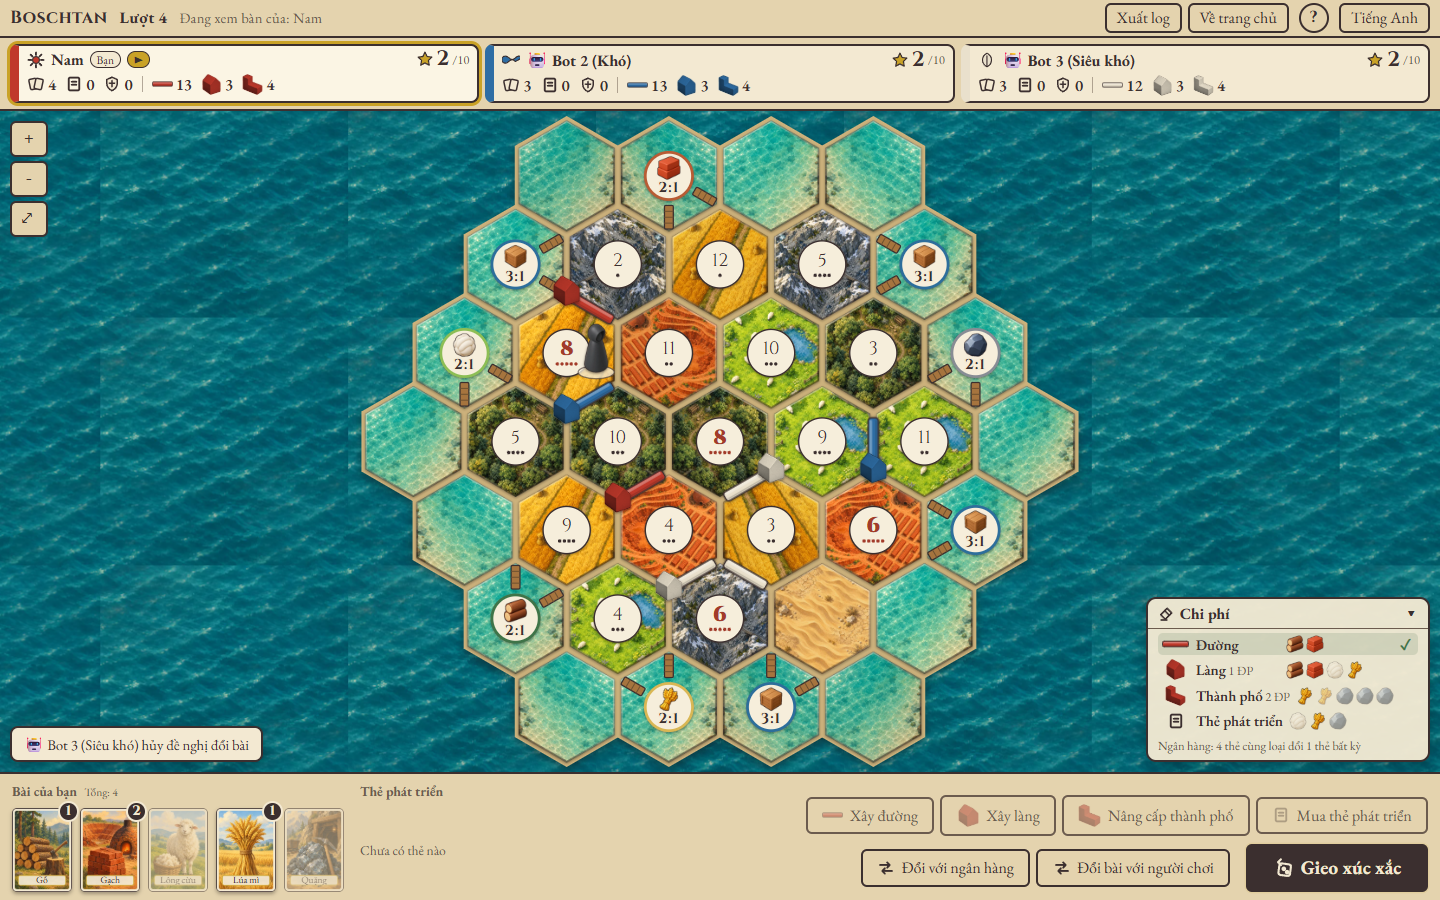 BOSCHTAN Lượt 4 Đang xem bàn của: Nam
Xuất log Về trang chủ ? Tiếng Anh
Nam Bạn 2 /10
4 0 0 13 3 4
Bot 2 (Khó) 2 /10
3 0 0 13 3 4
Bot 3 (Siêu khó) 2 /10
3 0 0 12 3 4
+
-
2:1
3:1 2 12 5 3:1
2:1 8 11 10 3 2:1
5 10 8 9 11
9 4 3 6 3:1
2:1 4 6
2:1 3:1
Chi phí
Đường
Làng 1 ĐP
Thành phố 2 ĐP
Thẻ phát triển
Ngân hàng: 4 thẻ cùng loại đổi 1 thẻ bất kỳ
Bot 3 (Siêu khó) hủy đề nghị đổi bài
Bài của bạn Tổng: 4
1 2 1
Gỗ Gạch Lông cừu Lúa mì Quặng
Thẻ phát triển
Chưa có thẻ nào
Xây đường Xây làng Nâng cấp thành phố Mua thẻ phát triển
Đổi với ngân hàng Đổi bài với người chơi Gieo xúc xắc